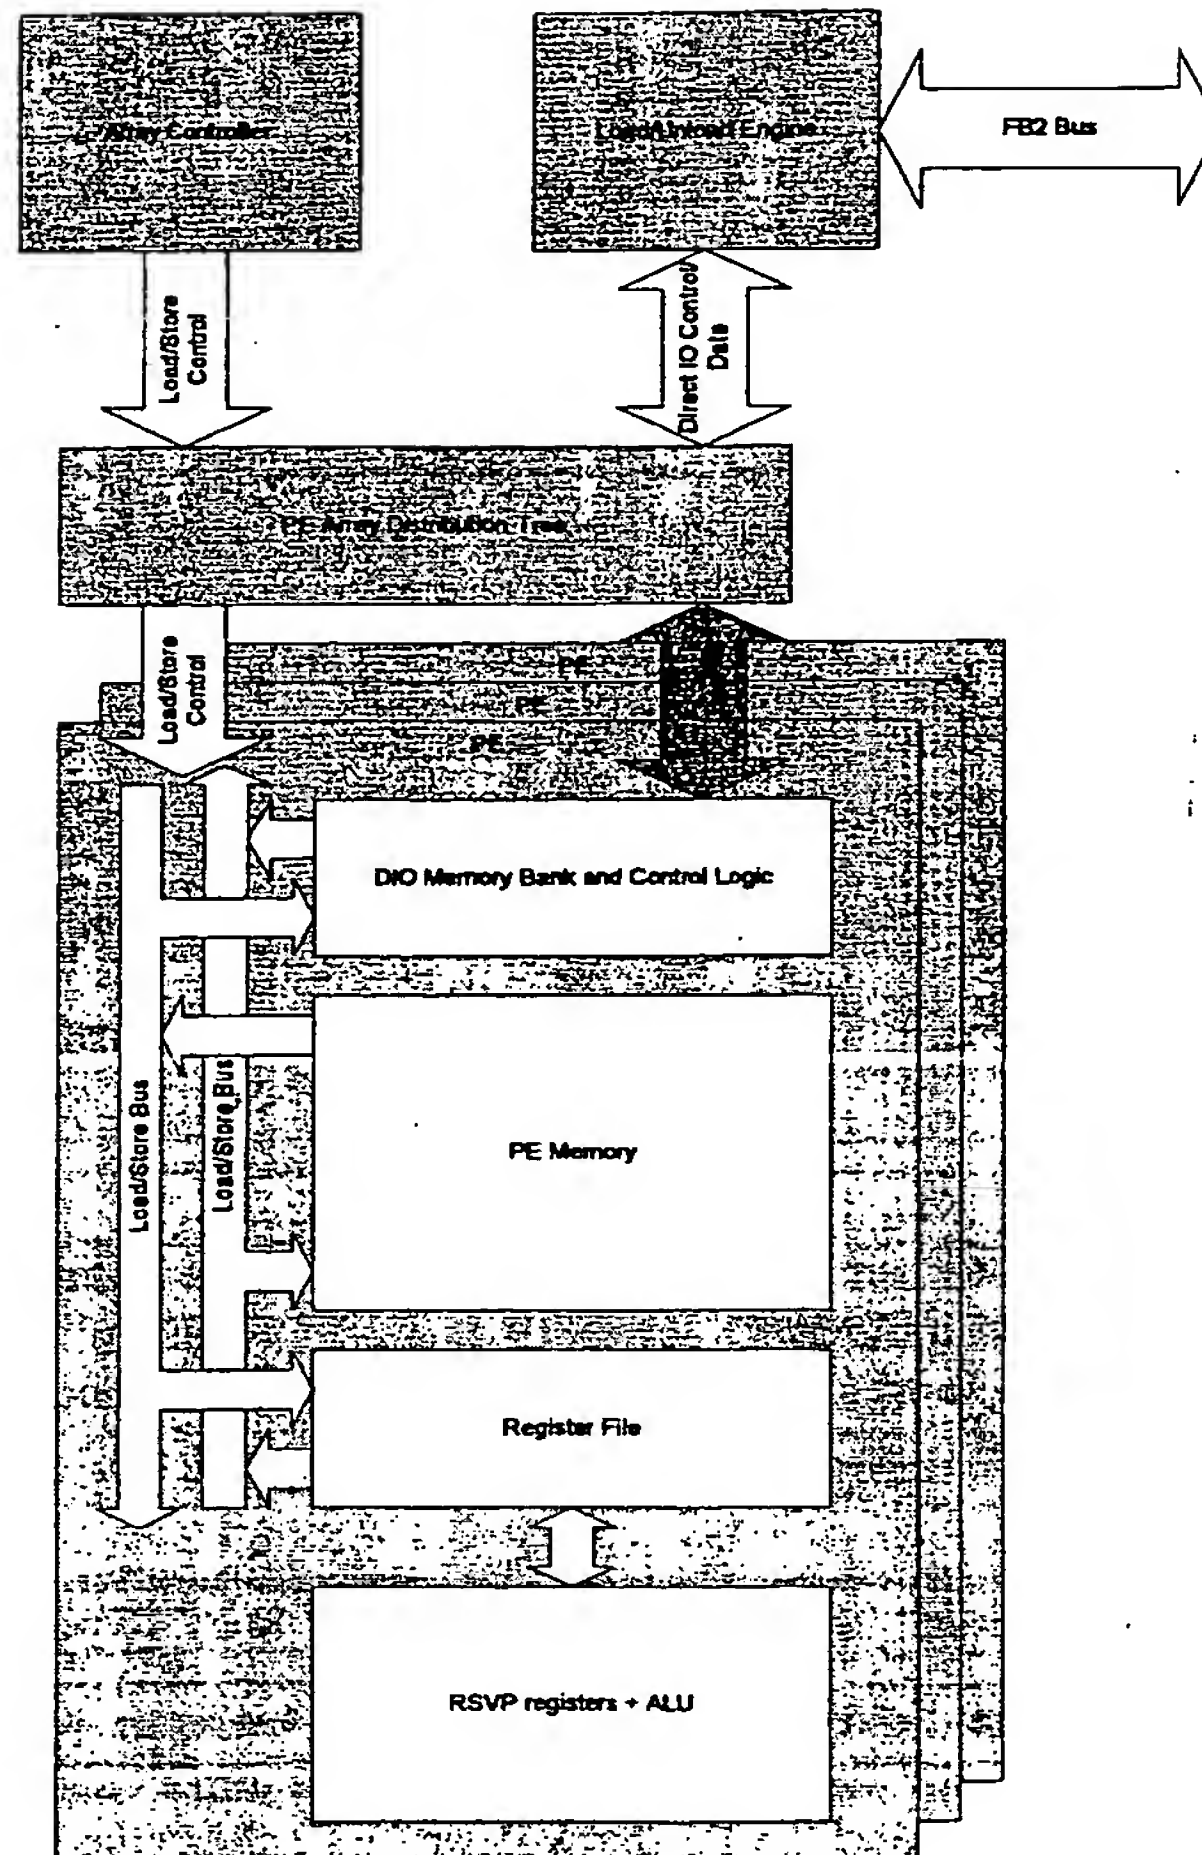 Array Controller
Load/Unload Engine
FB2 Bus
Load/Store
Control
Direct IO Control/
Data
PE Array Distribution Tree
Load/Store
Control
PE
PE
PE
DIO Memory Bank and Control Logic
Load/Store Bus
Load/Store Bus
PE Memory
Register File
RSVP registers + ALU